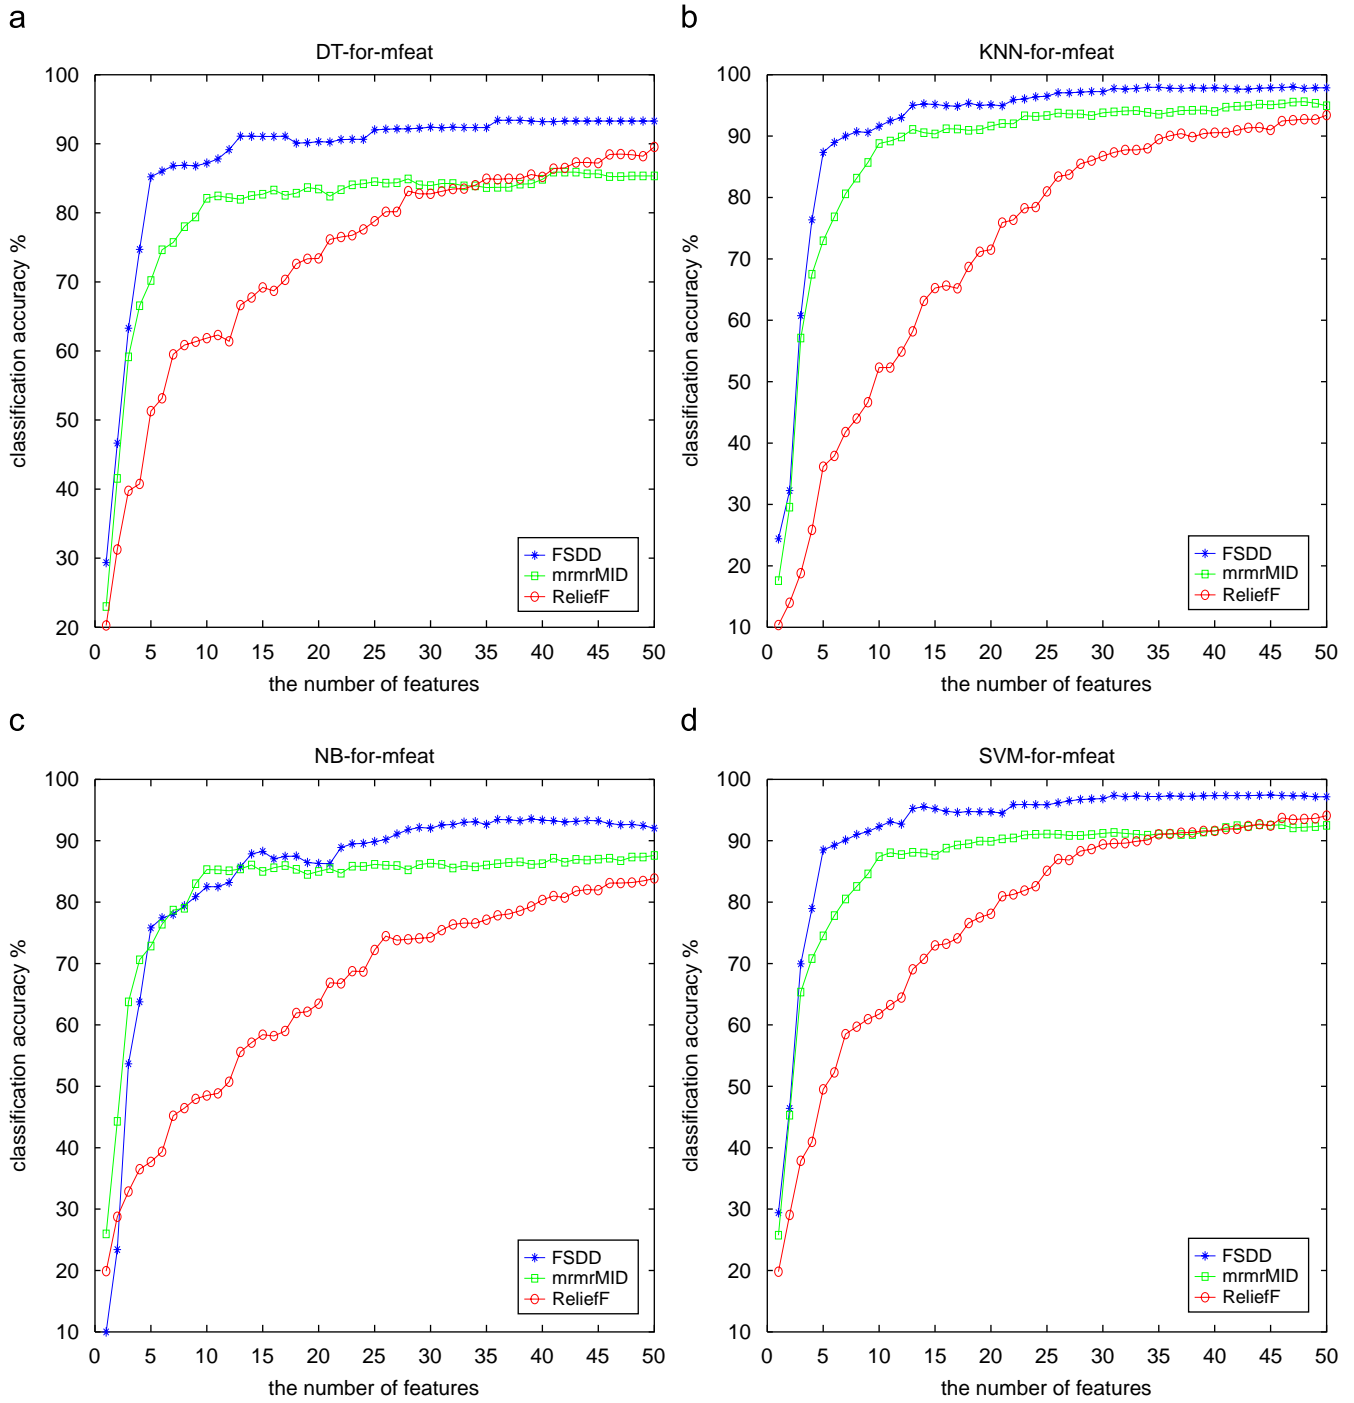 a
DT-for-mfeat
classification accuracy %
100
90
80
70
60
50
40
30
20
FSDD
mrmrMID
ReliefF
0 5 10 15 20 25 30 35 40 45 50
the number of features
b
KNN-for-mfeat
classification accuracy %
100
90
80
70
60
50
40
30
20
10
FSDD
mrmrMID
ReliefF
0 5 10 15 20 25 30 35 40 45 50
the number of features
c
NB-for-mfeat
classification accuracy %
100
90
80
70
60
50
40
30
20
10
FSDD
mrmrMID
ReliefF
0 5 10 15 20 25 30 35 40 45 50
the number of features
d
SVM-for-mfeat
classification accuracy %
100
90
80
70
60
50
40
30
20
10
FSDD
mrmrMID
ReliefF
0 5 10 15 20 25 30 35 40 45 50
the number of features